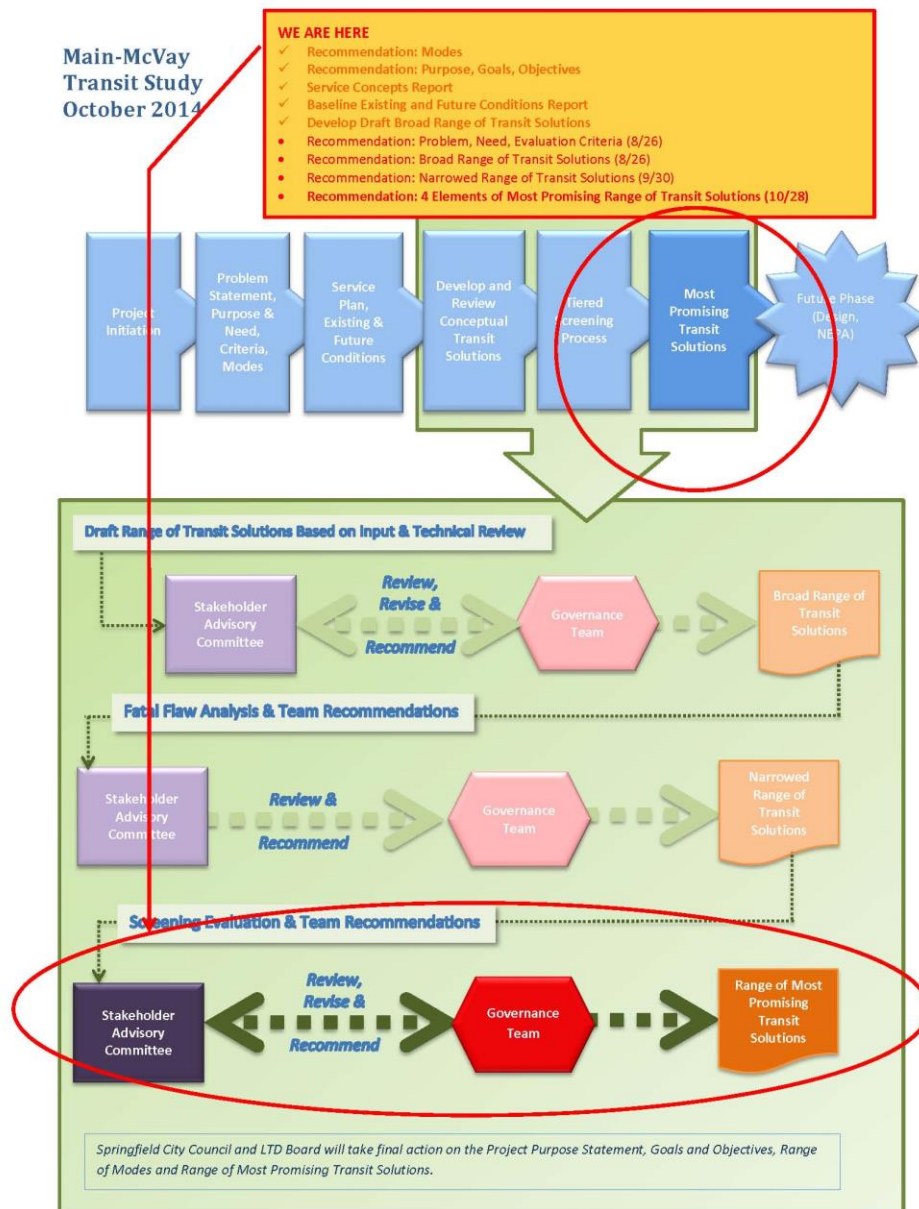 Main-McVay
Transit Study
October 2014
WE ARE HERE
✓ Recommendation: Modes
✓ Recommendation: Purpose, Goals, Objectives
✓ Service Concepts Report
✓ Baseline Existing and Future Conditions Report
✓ Develop Draft Broad Range of Transit Solutions
• Recommendation: Problem, Need, Evaluation Criteria (8/26)
• Recommendation: Broad Range of Transit Solutions (8/26)
• Recommendation: Narrowed Range of Transit Solutions (9/30)
• Recommendation: 4 Elements of Most Promising Range of Transit Solutions (10/28)
Project
Initiation
Problem
Statement,
Purpose &
Need,
Criteria,
Modes
Service
Plan,
Existing &
Future
Conditions
Develop and
Review
Conceptual
Transit
Solutions
Tiered
Screening
Process
Most
Promising
Transit
Solutions
Future Phase
(Design,
NEPA)
Draft Range of Transit Solutions Based on Input & Technical Review
Stakeholder
Advisory
Committee
Review,
Revise &
Recommend
Governance
Team
Broad Range of
Transit
Solutions
Fatal Flaw Analysis & Team Recommendations
Stakeholder
Advisory
Committee
Review &
Recommend
Governance
Team
Narrowed
Range of
Transit
Solutions
Screening Evaluation & Team Recommendations
Stakeholder
Advisory
Committee
Review,
Revise &
Recommend
Governance
Team
Range of Most
Promising
Transit
Solutions
Springfield City Council and LTD Board will take final action on the Project Purpose Statement, Goals and Objectives, Range
of Modes and Range of Most Promising Transit Solutions.